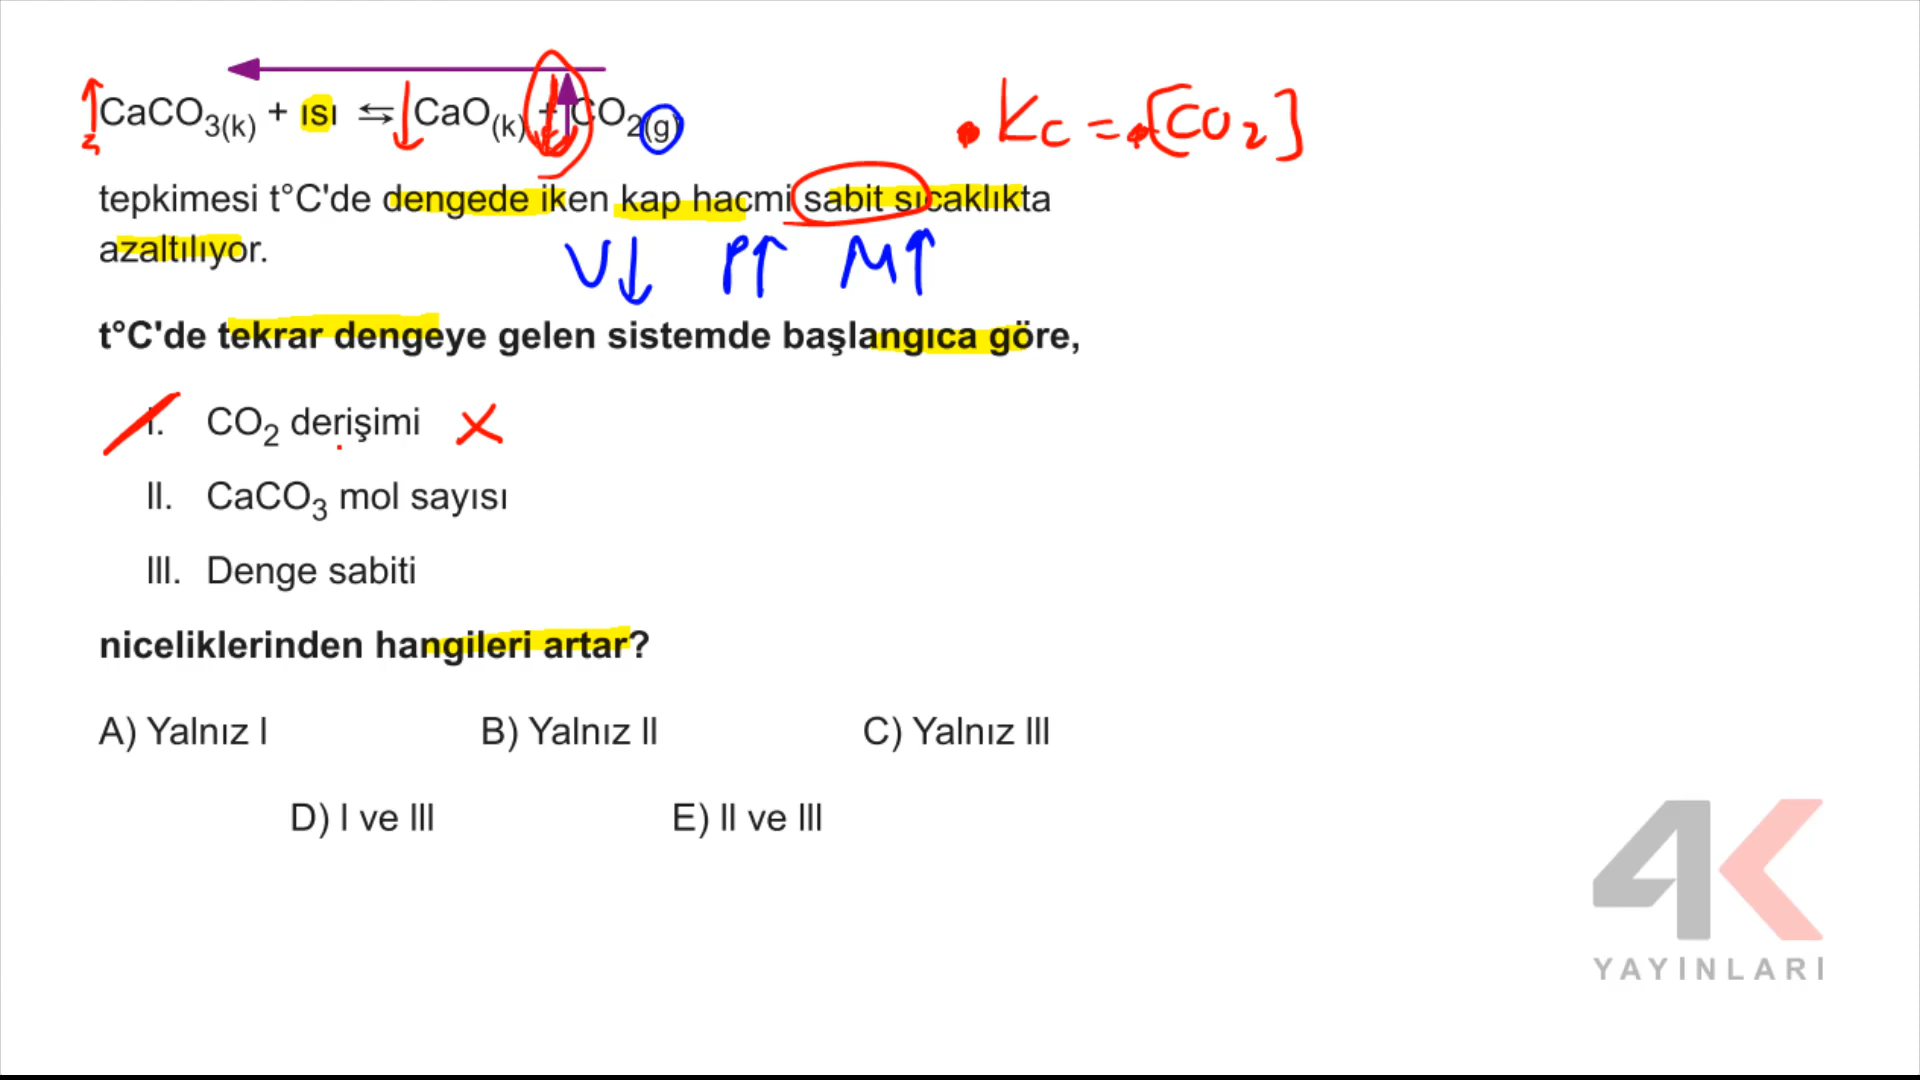 CaCO₃(k) + ısı ⇆ CaO(k) + CO₂(g)
Kc = [CO₂]
tepkimesi t°C'de dengede iken kap hacmi sabit sıcaklıkta
azaltılıyor.
V↓ P↑ M↑
t°C'de tekrar dengeye gelen sistemde başlangıca göre,
I. CO₂ derişimi X
II. CaCO₃ mol sayısı
III. Denge sabiti
niceliklerinden hangileri artar?
A) Yalnız I B) Yalnız II C) Yalnız III
D) I ve III E) II ve III
4K
YAYINLARI